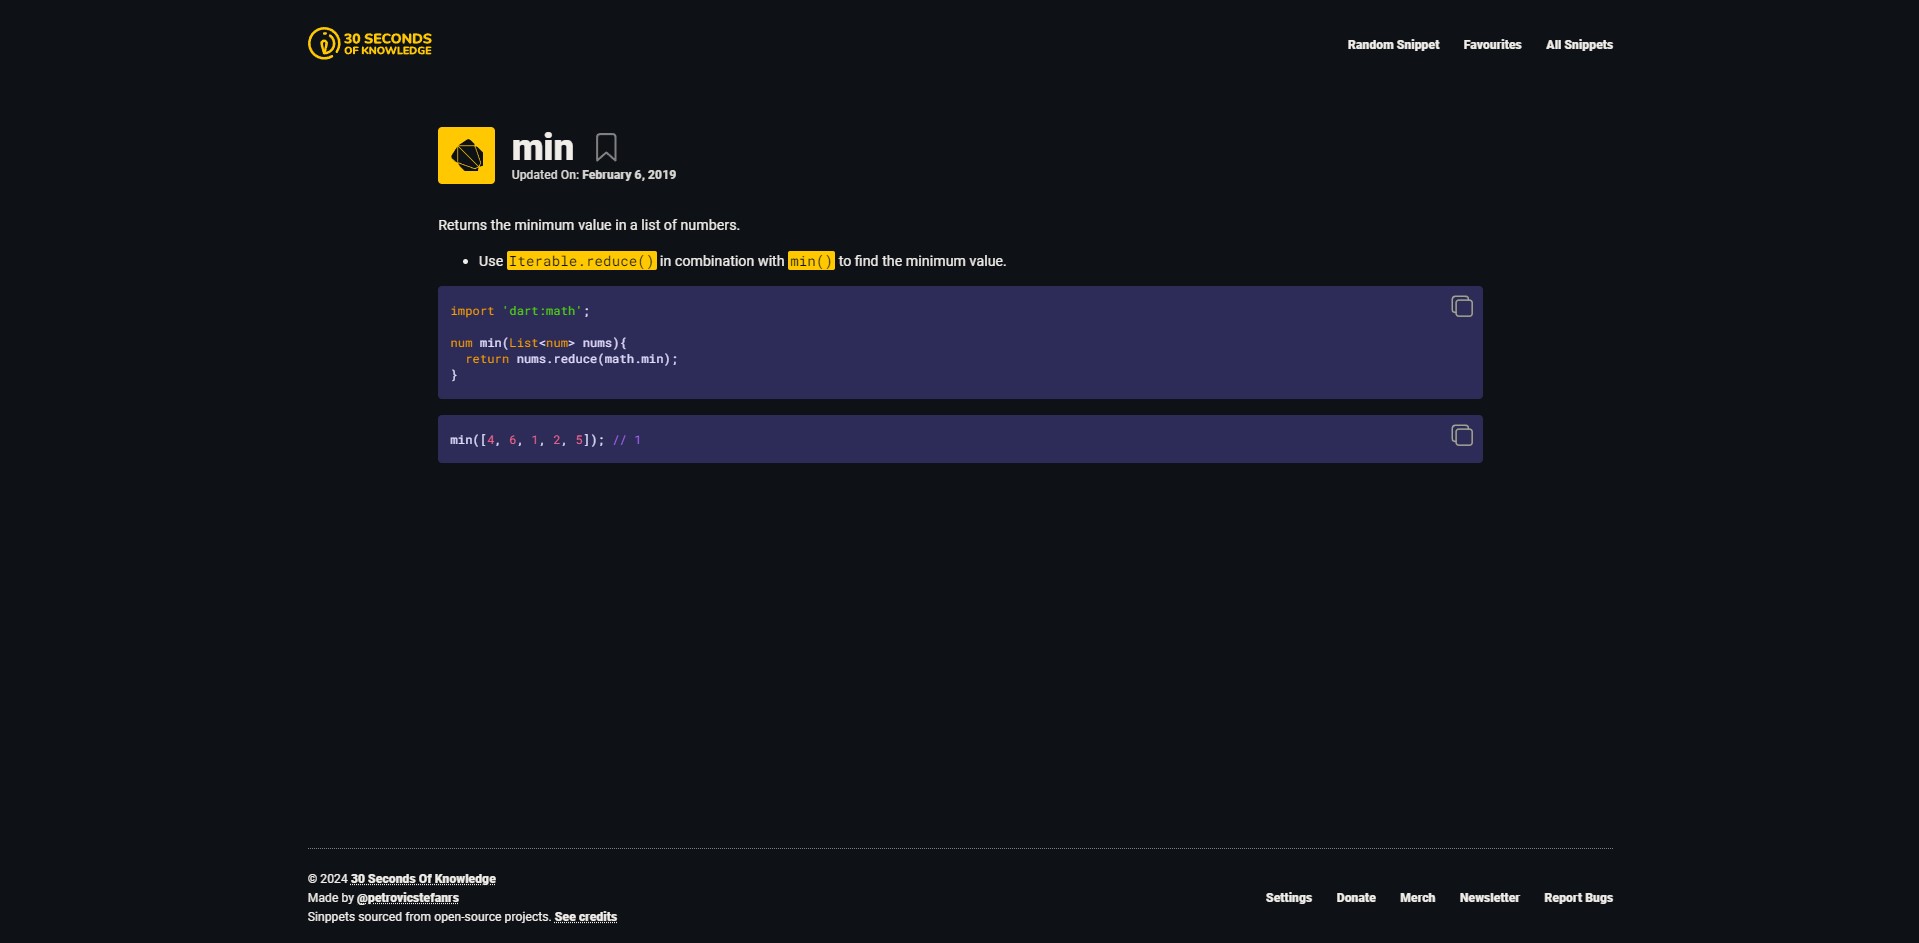 30 SECONDS
OF KNOWLEDGE
Random Snippet Favourites All Snippets
min
Updated On: February 6, 2019
Returns the minimum value in a list of numbers.
• Use Iterable.reduce() in combination with min() to find the minimum value.
import 'dart:math';
num min(List<num> nums){
  return nums.reduce(math.min);
}
min([4, 6, 1, 2, 5]); // 1
© 2024 30 Seconds Of Knowledge
Made by @petrovicstefanrs
Sinppets sourced from open-source projects. See credits
Settings Donate Merch Newsletter Report Bugs